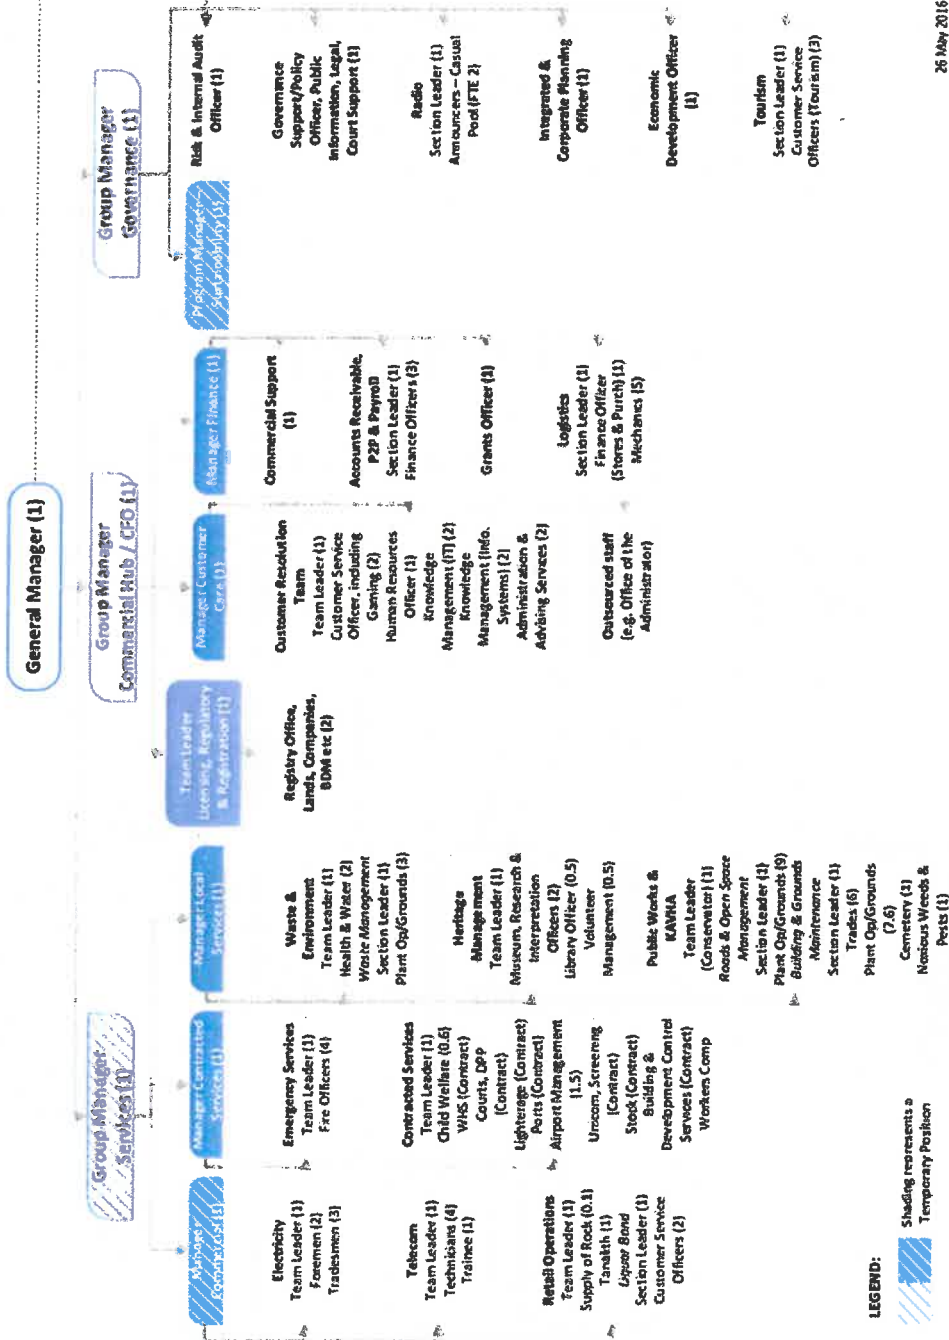 General Manager (1)
Group Manager
Services (1)
Group Manager
Commercial Hub / CFO (1)
Group Manager
Governance (1)
Manager
Commercial (1)
Electricity
Team Leader (1)
Foremen (2)
Tradesmen (3)
Telecom
Team Leader (1)
Technicians (4)
Trainee (1)
Retail Operations
Team Leader (1)
Supply of Rock (0.1)
Tanalith (1)
Liquor Bond
Section Leader (1)
Customer Service
Officers (2)
Manager Contracted
Services (1)
Emergency Services
Team Leader (1)
Fire Officers (4)
Contracted Services
Team Leader (1)
Child Welfare (0.6)
WHS (Contract)
Courts, DPP
(Contract)
Lighterage (Contract)
Ports (Contract)
Airport Management
(1.5)
Screening
(Contract)
Stock (Contract)
Building &
Development Control
Services (Contract)
Workers Comp
Manager Local
Services (1)
Waste &
Environment
Team Leader (1)
Health & Water (2)
Waste Management
Section Leader (1)
Plant Op/Grounds (3)
Heritage
Management
Team Leader (1)
Museum, Research &
Interpretation
Officers (2)
Library Officer (0.5)
Volunteer
Management (0.5)
Public Works &
KAVHA
Team Leader
(Conservator) (1)
Roads & Open Space
Management
Section Leader (1)
Plant Op/Grounds (9)
Building & Grounds
Maintenance
Section Leader (1)
Trades (6)
Plant Op/Grounds
(7.6)
Cemetery (1)
Noxious Weeds &
Pests (1)
Team Leader
Licensing, Regulatory
& Registration (1)
Registry Office,
Lands, Companies,
BDM etc (2)
Manager Customer
Care (1)
Customer Resolution
Team
Team Leader (1)
Customer Service
Officer, including
Gaming (2)
Human Resources
Officer (1)
Knowledge
Management (IT) (2)
Knowledge
Management (Info.
Systems) (2)
Administration &
Advising Services (2)
Outsourced staff
(e.g. Office of the
Administrator)
Manager Finance (1)
Commercial Support
(1)
Accounts Receivable,
P2P & Payroll
Section Leader (1)
Finance Officers (3)
Grants Officer (1)
Logistics
Section Leader (1)
Finance Officer
(Stores & Purch) (1)
Mechanics (5)
Program Manager
Risk & Internal Audit
Officer (1)
Governance
Support/Policy
Officer, Public
Information, Legal,
Court Support (1)
Radio
Section Leader (1)
Announcers – Casual
Pool (FTE 2)
Integrated &
Corporate Planning
Officer (1)
Economic
Development Officer
(1)
Tourism
Section Leader (1)
Customer Service
Officers (Tourism) (3)
LEGEND:
Shading represents a
Temporary Position
26 May 2016